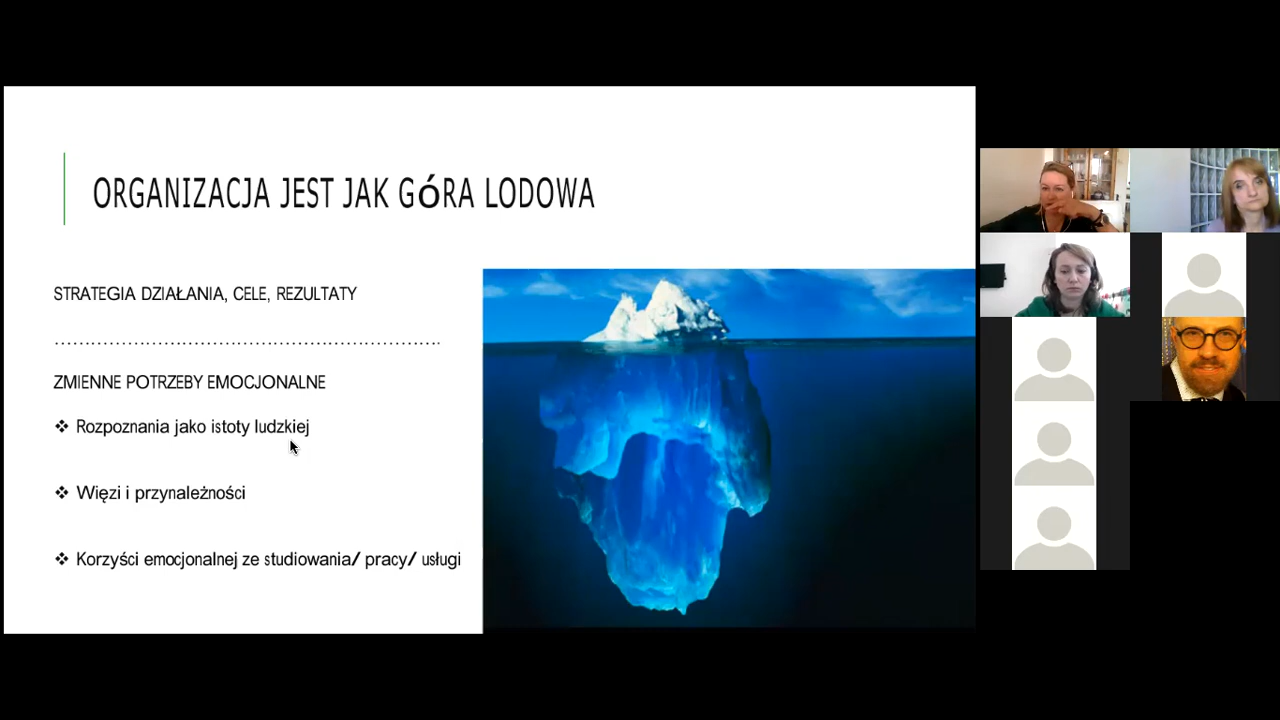 ORGANIZACJA JEST JAK GÓRA LODOWA
STRATEGIA DZIAŁANIA, CELE, REZULTATY
ZMIENNE POTRZEBY EMOCJONALNE
Rozpoznania jako istoty ludzkiej
Więzi i przynależności
Korzyści emocjonalnej ze studiowania/ pracy/ usługi